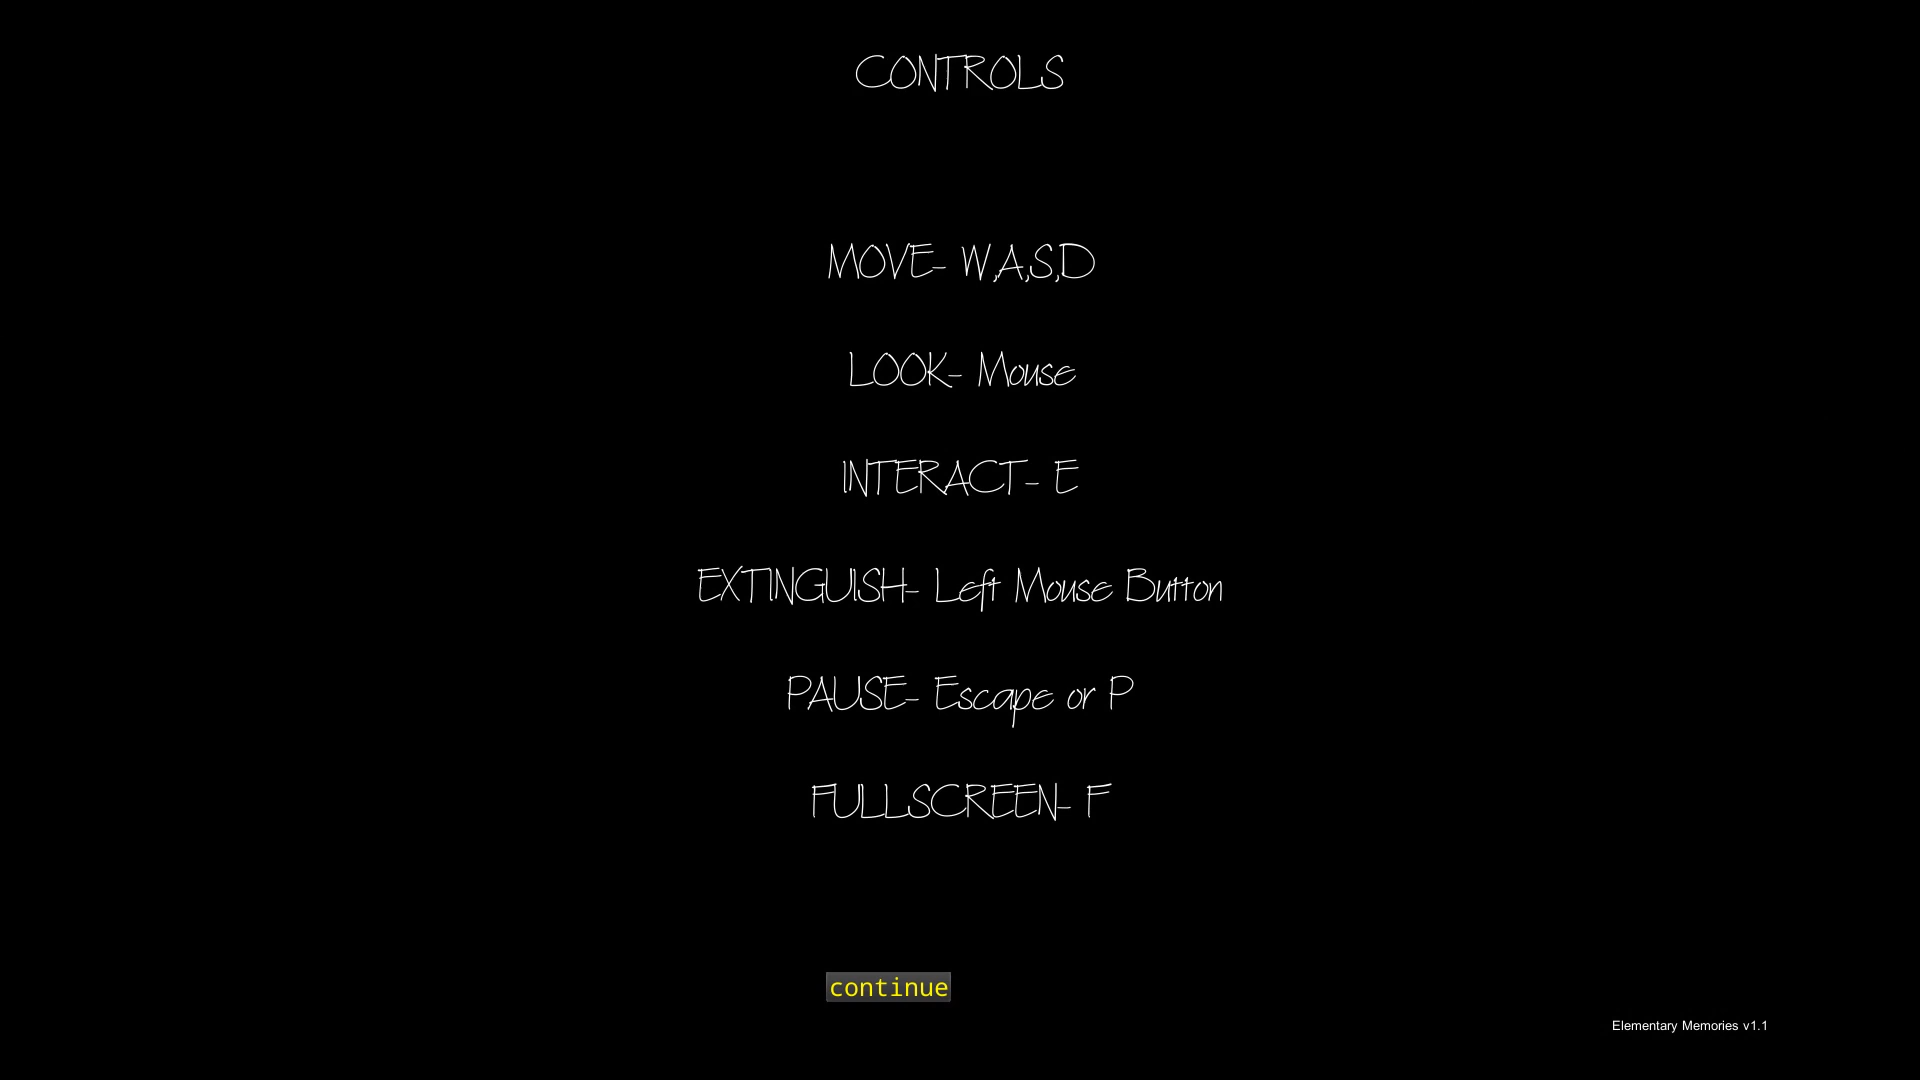 CONTROLS
MOVE- W,A,S,D
LOOK- Mouse
INTERACT- E
EXTINGUISH- Left Mouse Button
PAUSE- Escape or P
FULLSCREEN- F
continue
Elementary Memories v1.1